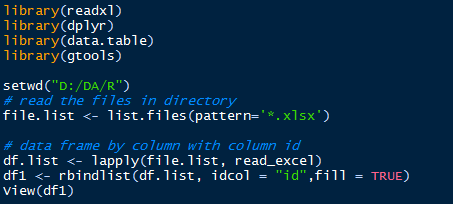 library(readxl)
library(dplyr)
library(data.table)
library(gtools)
setwd("D:/DA/R")
# read the files in directory
file.list <- list.files(pattern='*.xlsx')
# data frame by column with column id
df.list <- lapply(file.list, read_excel)
df1 <- rbindlist(df.list, idcol = "id",fill = TRUE)
View(df1)